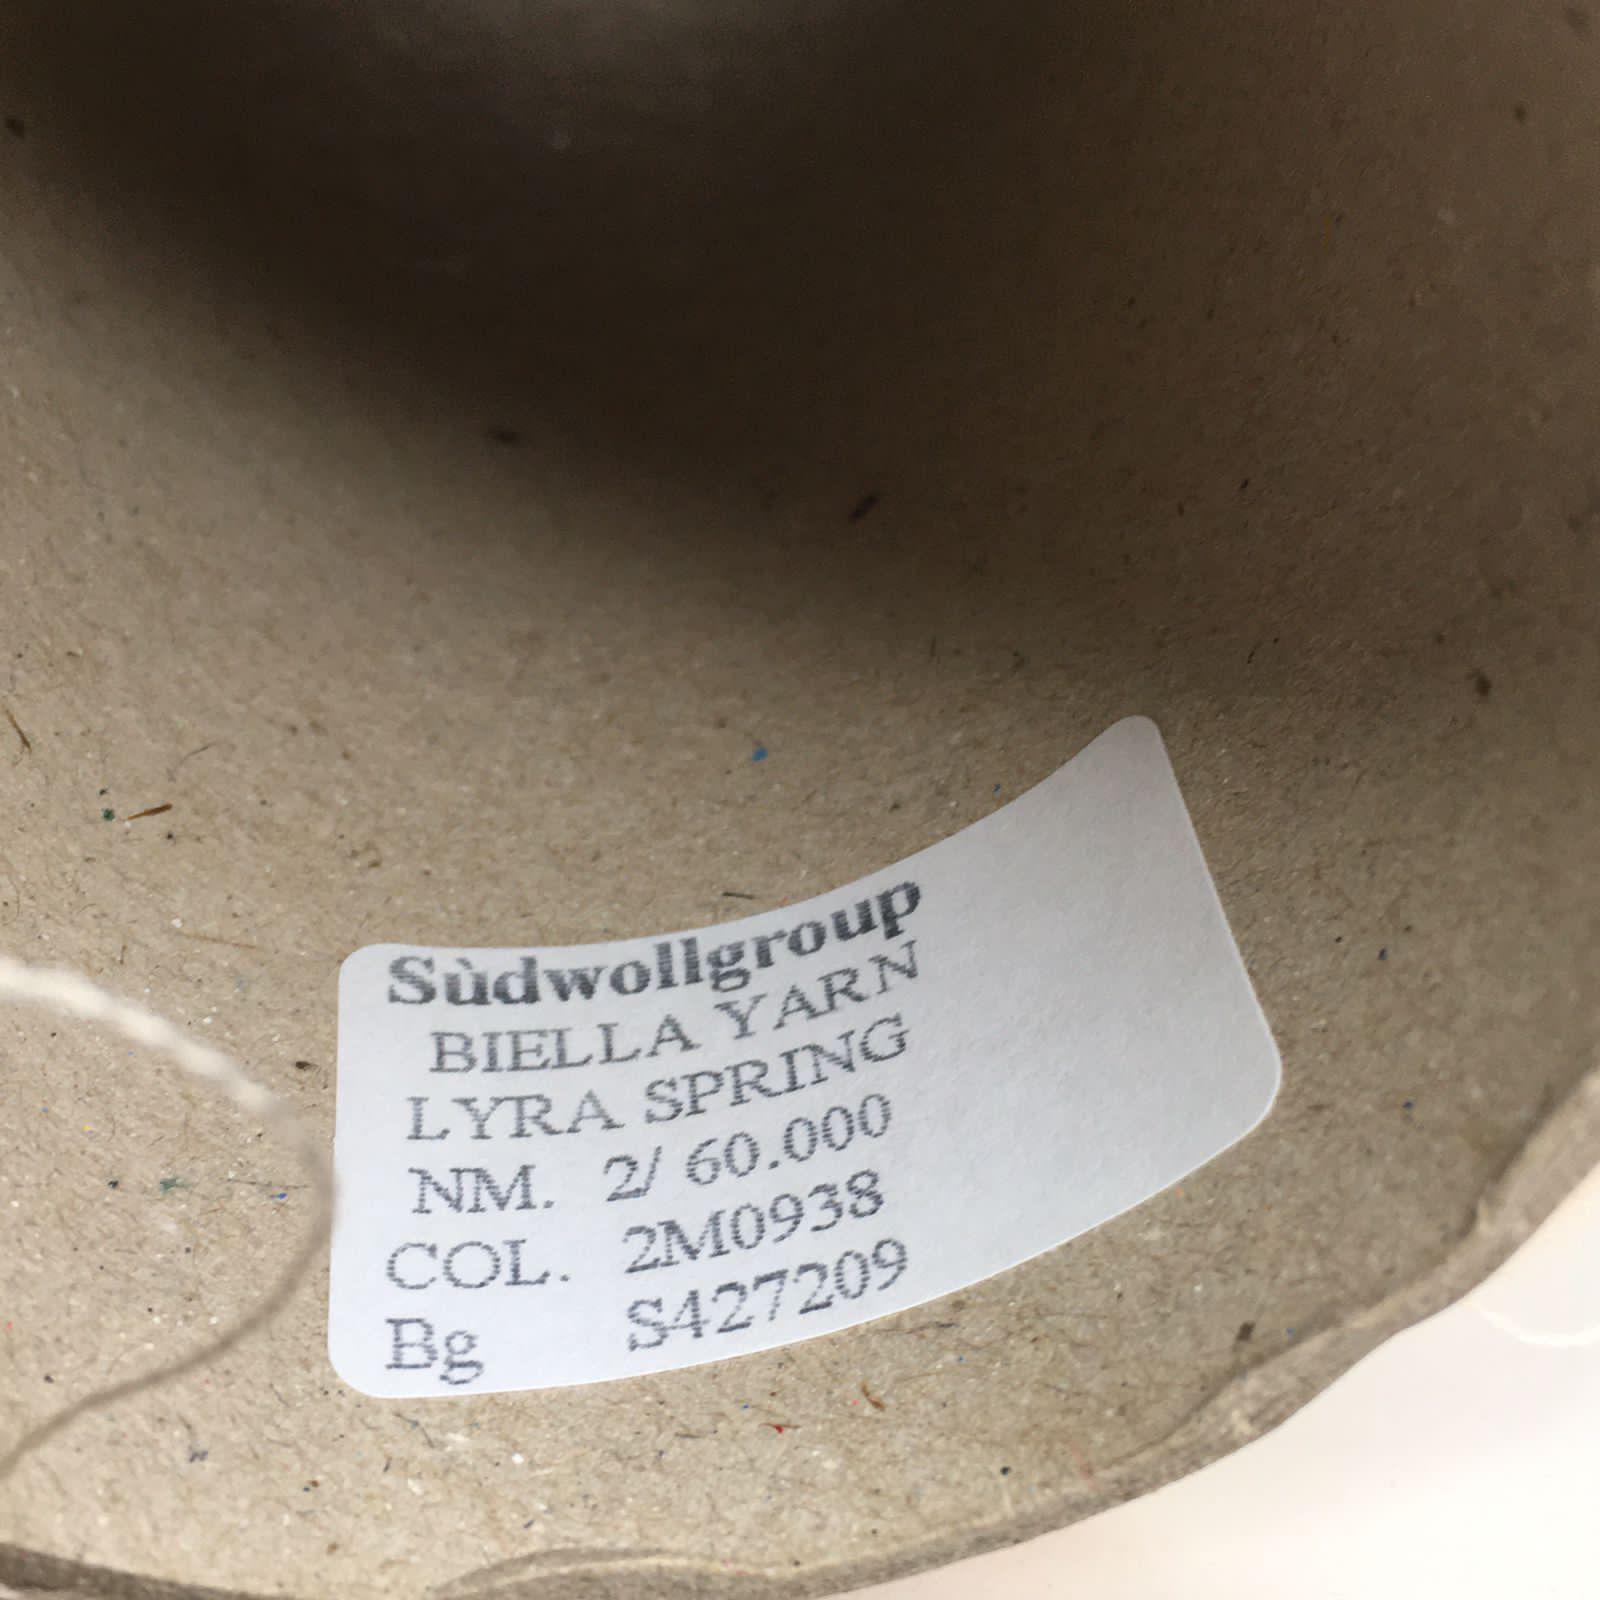 Sùdwollgroup
BIELLA YARN
LYRA SPRING
NM. 2/ 60.000
COL. 2M0938
Bg S427209